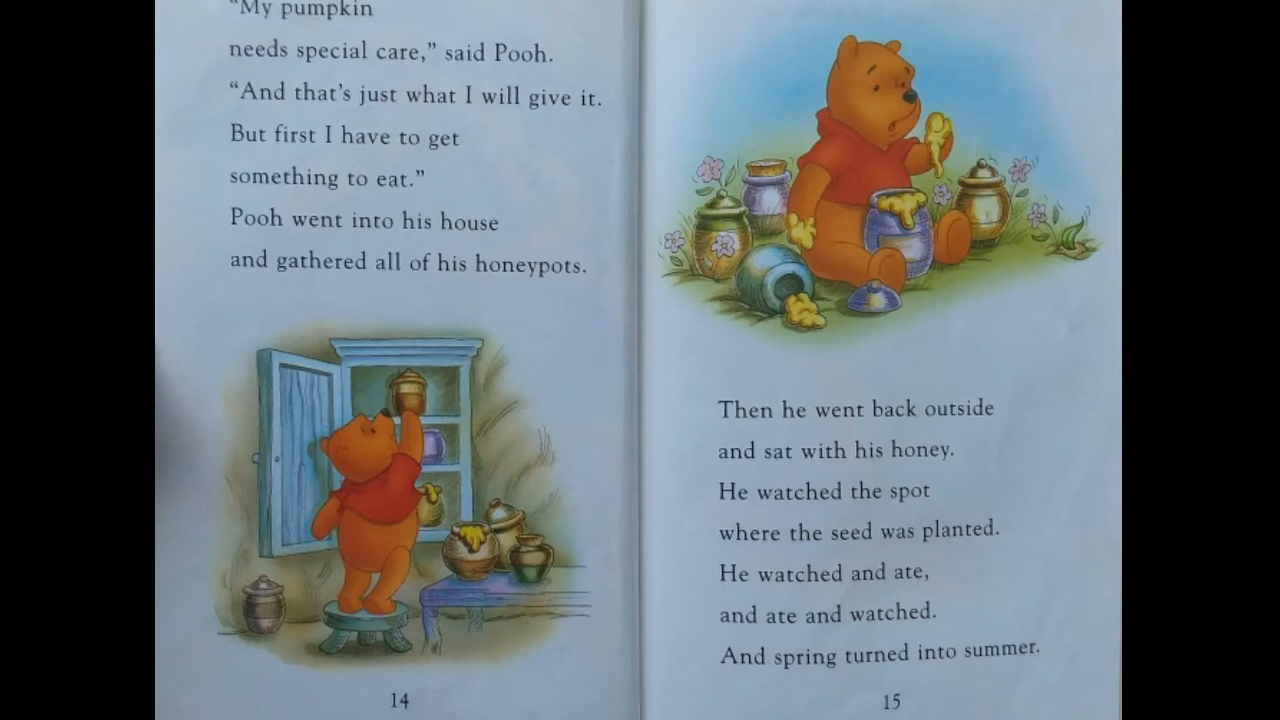 “My pumpkin
needs special care,” said Pooh.
“And that’s just what I will give it.
But first I have to get
something to eat.”
Pooh went into his house
and gathered all of his honeypots.
14
Then he went back outside
and sat with his honey.
He watched the spot
where the seed was planted.
He watched and ate,
and ate and watched.
And spring turned into summer.
15